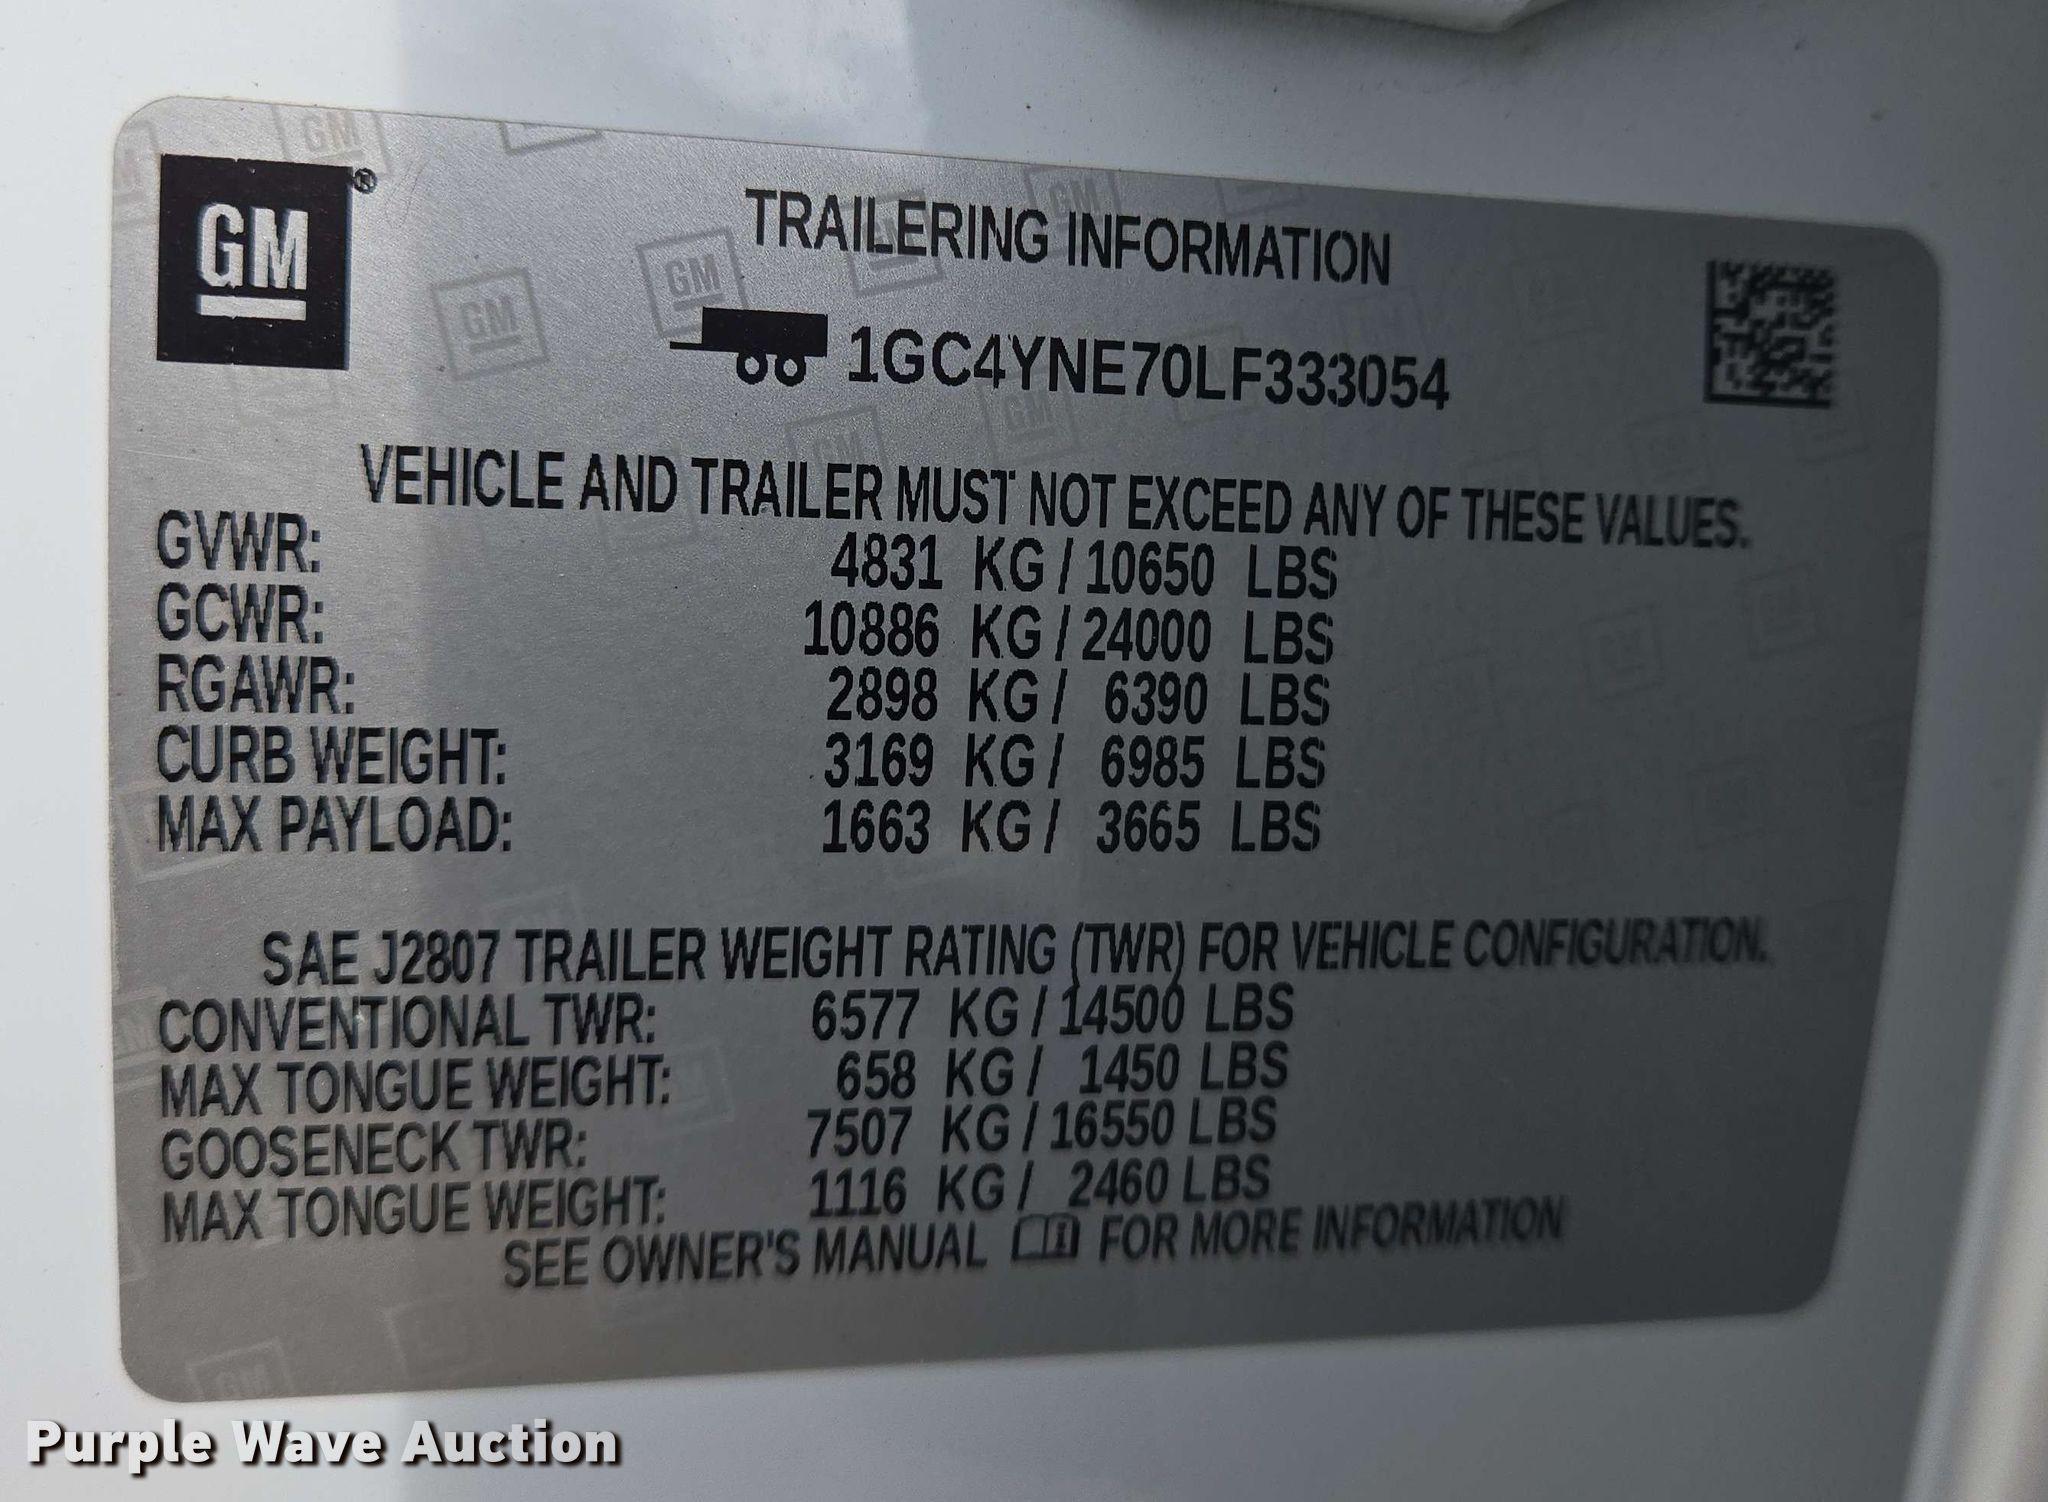 GM®
TRAILERING INFORMATION
1GC4YNE70LF333054
VEHICLE AND TRAILER MUST NOT EXCEED ANY OF THESE VALUES.
GVWR: 4831 KG / 10650 LBS
GCWR: 10886 KG / 24000 LBS
RGAWR: 2898 KG / 6390 LBS
CURB WEIGHT: 3169 KG / 6985 LBS
MAX PAYLOAD: 1663 KG / 3665 LBS
SAE J2807 TRAILER WEIGHT RATING (TWR) FOR VEHICLE CONFIGURATION.
CONVENTIONAL TWR: 6577 KG / 14500 LBS
MAX TONGUE WEIGHT: 658 KG / 1450 LBS
GOOSENECK TWR: 7507 KG / 16550 LBS
MAX TONGUE WEIGHT: 1116 KG / 2460 LBS
SEE OWNER'S MANUAL FOR MORE INFORMATION
Purple Wave Auction